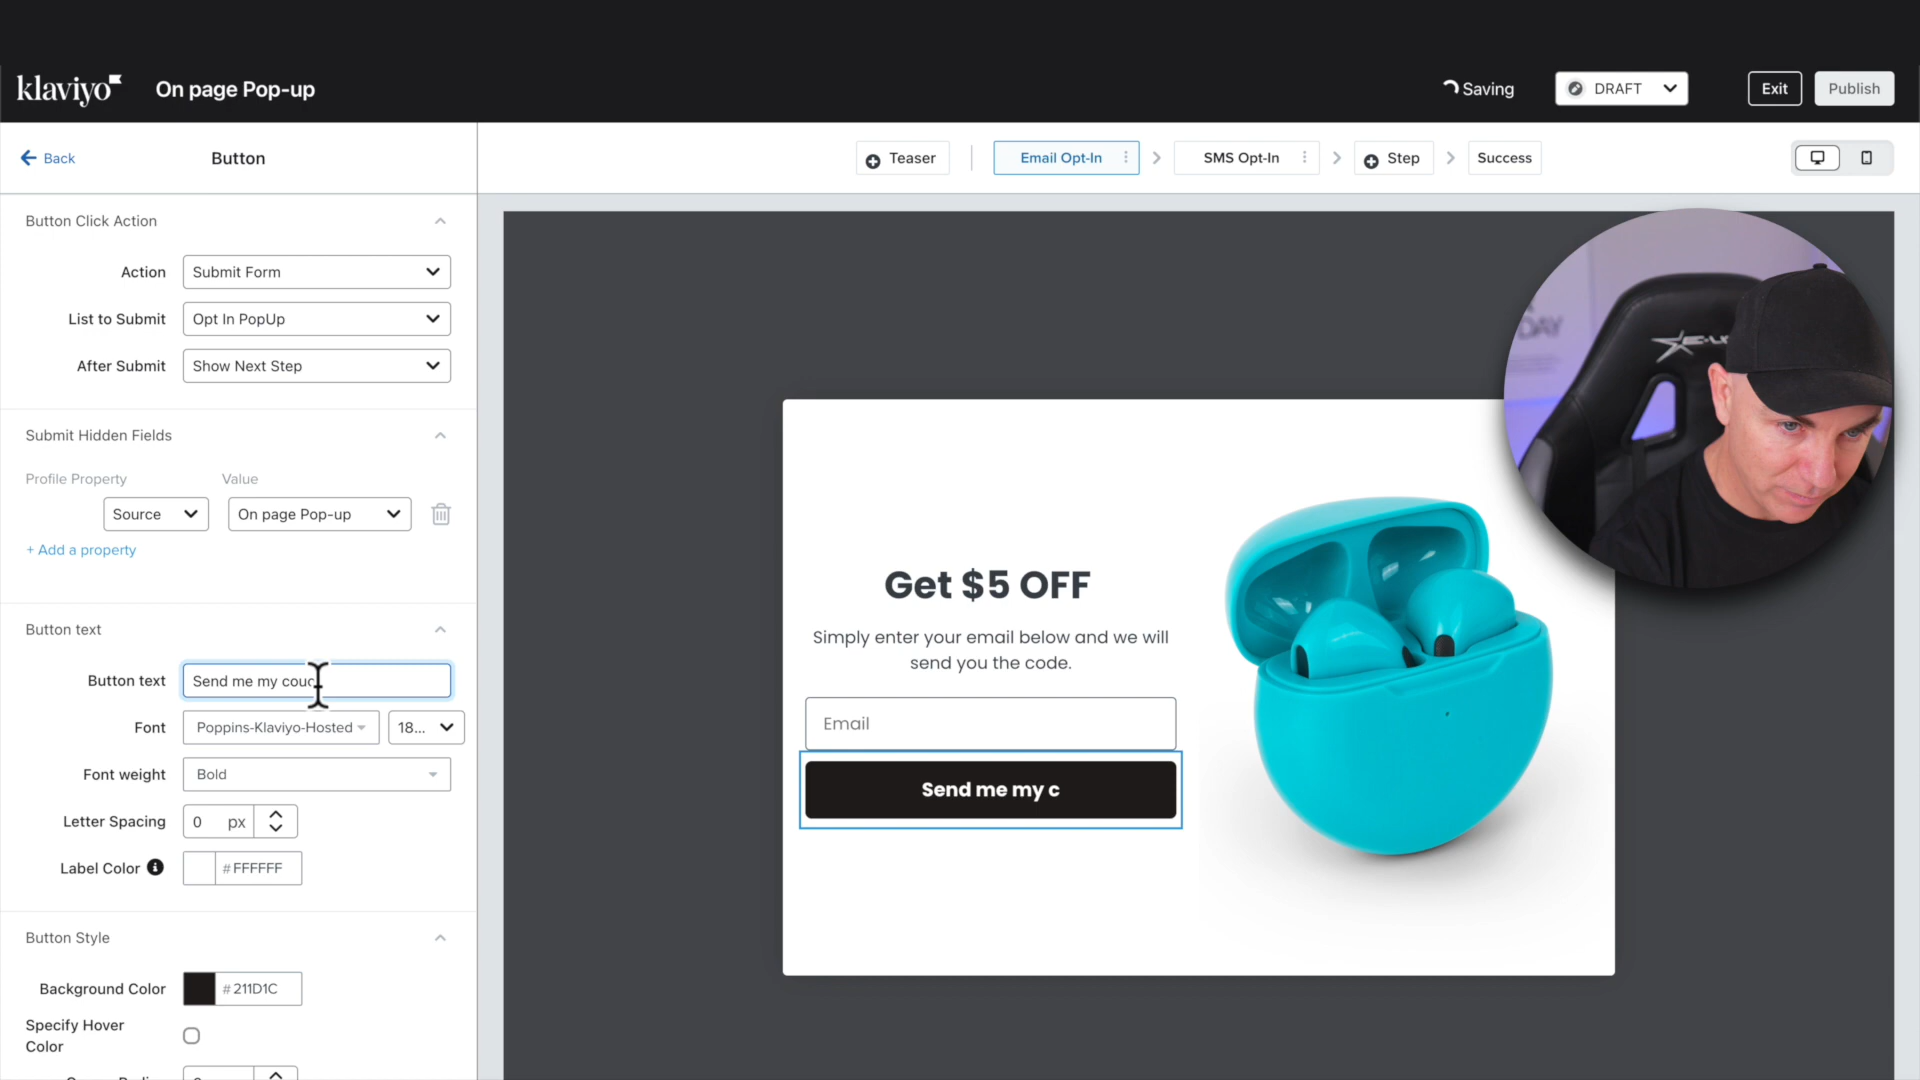 klaviyo
On page Pop-up
Saving
DRAFT
Exit
Publish
Back
Button
Teaser
Email Opt-In
SMS Opt-In
Step
Success
Button Click Action
Action
Submit Form
List to Submit
Opt In PopUp
After Submit
Show Next Step
Submit Hidden Fields
Profile Property
Value
Source
On page Pop-up
+ Add a property
Button text
Button text
Send me my couc
Font
Poppins-Klaviyo-Hosted
18...
Font weight
Bold
Letter Spacing
0 px
Label Color
#FFFFFF
Button Style
Background Color
#211D1C
Specify Hover
Color
Get $5 OFF
Simply enter your email below and we will
send you the code.
Email
Send me my c